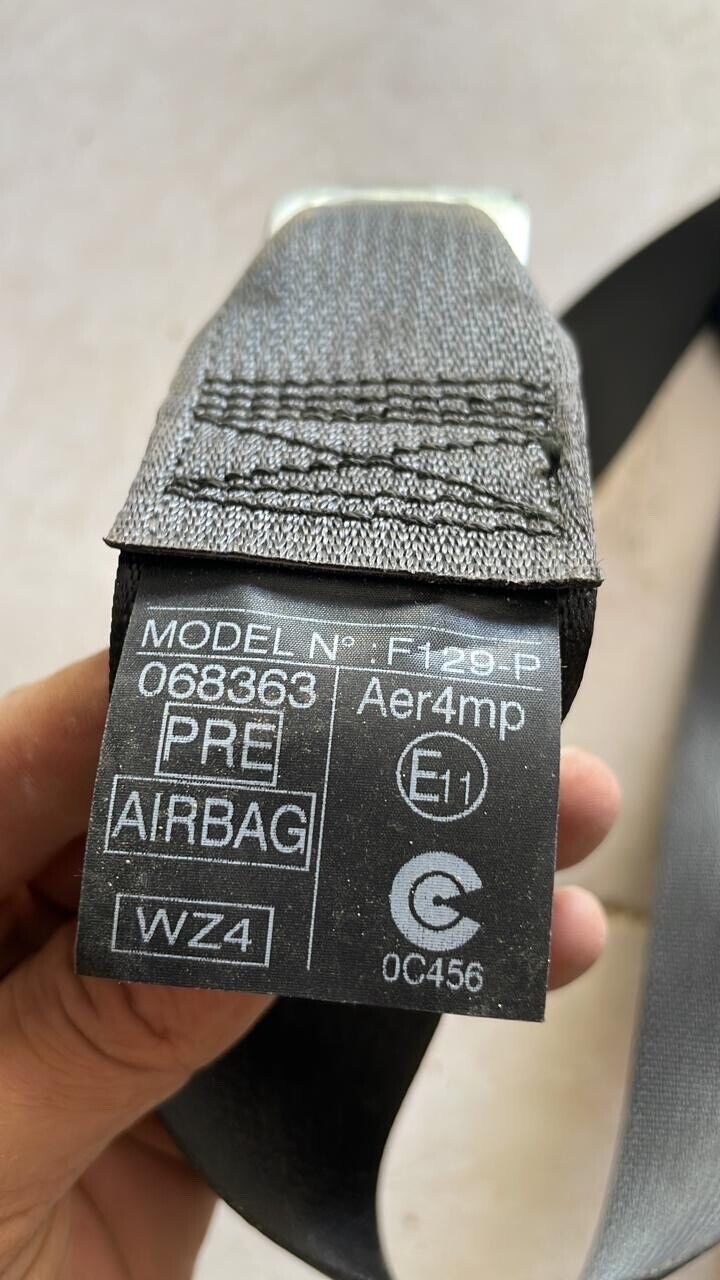 MODEL N° : F129-P
068363
PRE
AIRBAG
WZ4
Aer4mp
E11
0C456